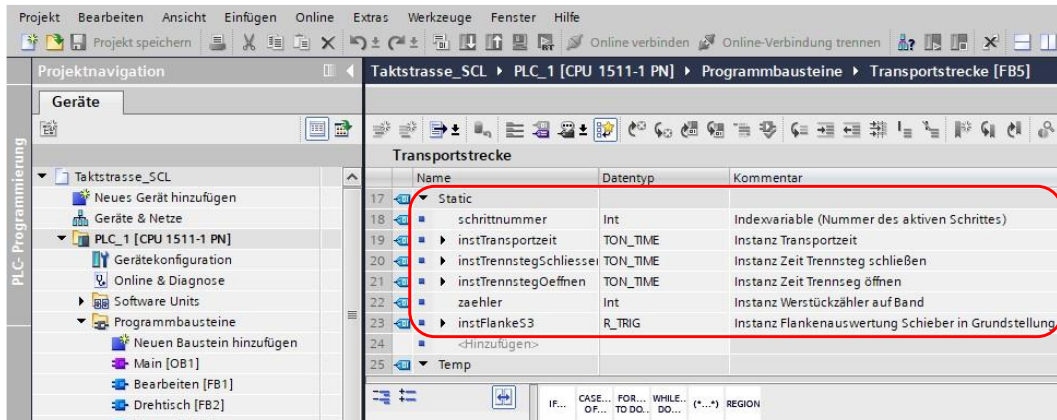 Projekt Bearbeiten Ansicht Einfügen Online Extras Werkzeuge Fenster Hilfe
Projekt speichern Online verbinden Online-Verbindung trennen
Projektnavigation
Taktstrasse_SCL PLC_1 [CPU 1511-1 PN] Programmbausteine Transportstrecke [FB5]
Geräte
PLC-Programmierung
Transportstrecke
Name Datentyp Kommentar
Taktstrasse_SCL
Neues Gerät hinzufügen
Geräte & Netze
PLC_1 [CPU 1511-1 PN]
Gerätekonfiguration
Online & Diagnose
Software Units
Programmbausteine
Neuen Baustein hinzufügen
Main [OB1]
Bearbeiten [FB1]
Drehtisch [FB2]
17 Static
18 schrittnummer Int Indexvariable (Nummer des aktiven Schrittes)
19 instTransportzeit TON_TIME Instanz Transportzeit
20 instTrennstegSchliesser TON_TIME Instanz Zeit Trennsteg schließen
21 instTrennstegOeffnen TON_TIME Instanz Zeit Trennseg öffnen
22 zaehler Int Instanz Werstückzähler auf Band
23 instFlankeS3 R_TRIG Instanz Flankenauswertung Schieber in Grundstellung
24 <Hinzufügen>
25 Temp
IF... CASE... OF... FOR... TO DO... WHILE... DO... (*...*) REGION